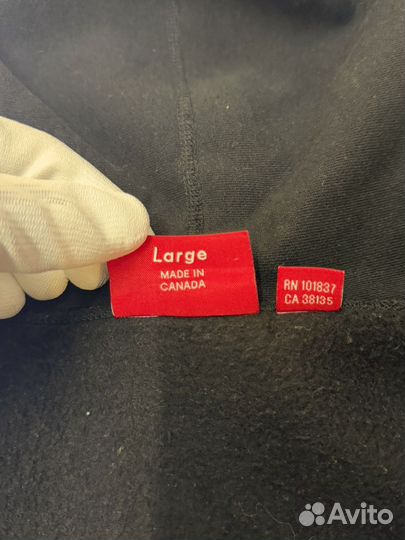 Large
MADE IN
CANADA
RN 101837
CA 38135
Avito